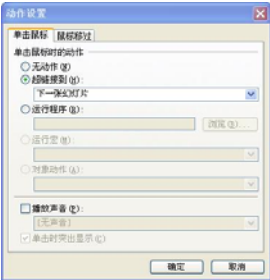 动作设置
单击鼠标 鼠标移过
单击鼠标时的动作
无动作(N)
超链接到(H):
下一张幻灯片
运行程序(R):
浏览(B)...
运行宏(M):
对象动作(A):
播放声音(P):
[无声音]
单击时突出显示(C)
确定 取消